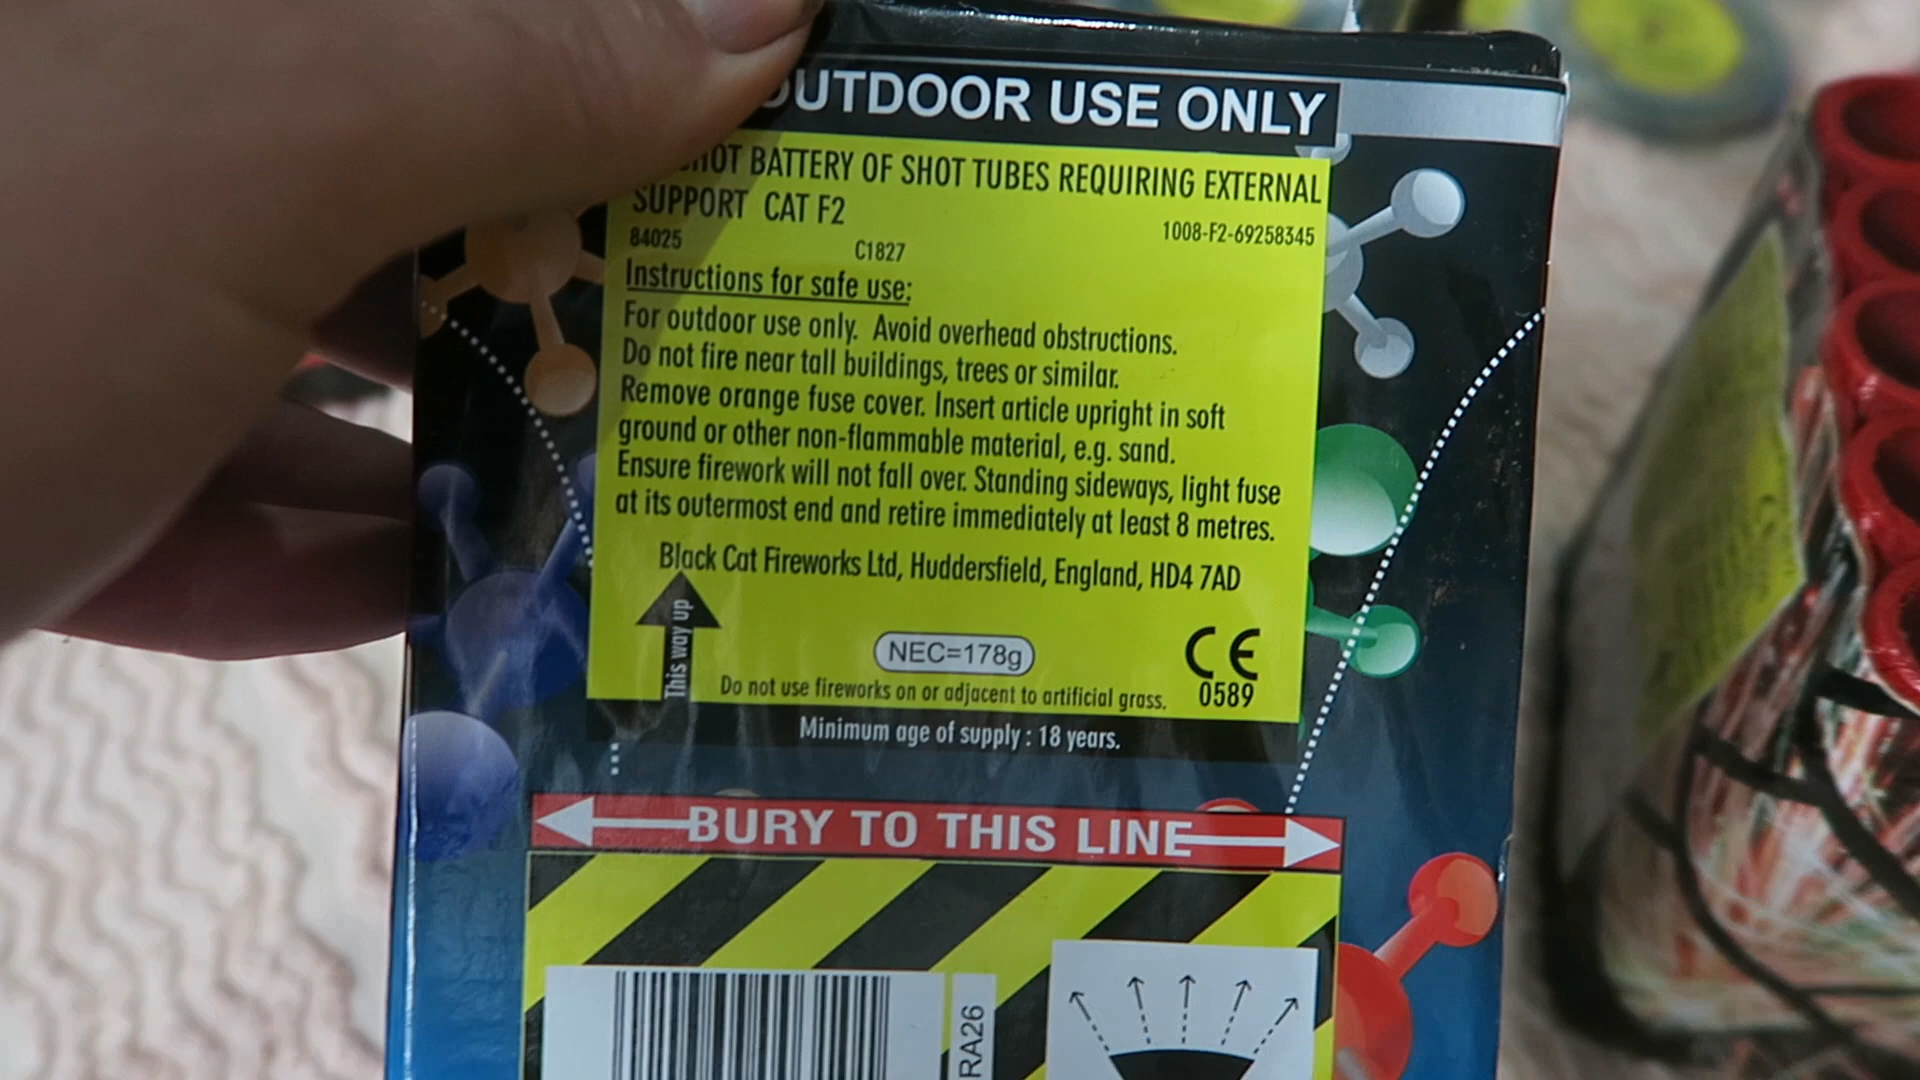 OUTDOOR USE ONLY
SHOT BATTERY OF SHOT TUBES REQUIRING EXTERNAL
SUPPORT CAT F2
84025 C1827 1008-F2-69258345
Instructions for safe use:
For outdoor use only. Avoid overhead obstructions.
Do not fire near tall buildings, trees or similar.
Remove orange fuse cover. Insert article upright in soft
ground or other non-flammable material, e.g. sand.
Ensure firework will not fall over. Standing sideways, light fuse
at its outermost end and retire immediately at least 8 metres.
Black Cat Fireworks Ltd, Huddersfield, England, HD4 7AD
This way up
NEC=178g
CE
Do not use fireworks on or adjacent to artificial grass. 0589
Minimum age of supply : 18 years.
BURY TO THIS LINE
RA26